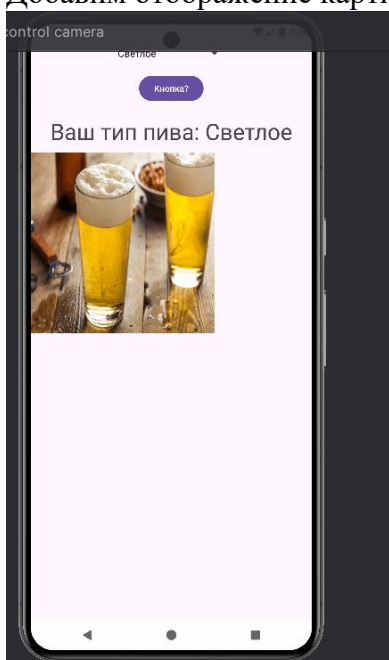 Добавим отображение карти
control camera
Светлое
Кнопка?
Ваш тип пива: Светлое